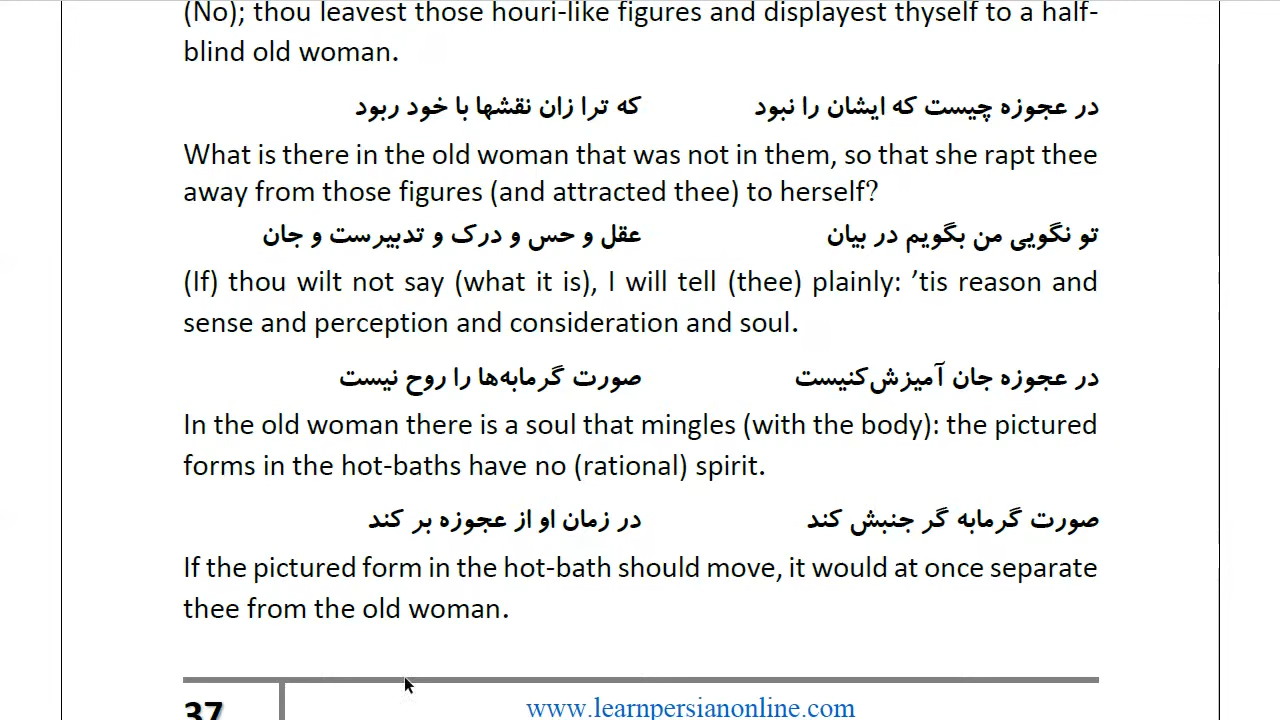 (No); thou leavest those houri-like figures and displayest thyself to a half-
blind old woman.
در عجوزه چیست که ایشان را نبود که ترا زان نقشها با خود ربود
What is there in the old woman that was not in them, so that she rapt thee
away from those figures (and attracted thee) to herself?
تو نگویی من بگویم در بیان عقل و حس و درک و تدبیرست و جان
(If) thou wilt not say (what it is), I will tell (thee) plainly: ’tis reason and
sense and perception and consideration and soul.
در عجوزه جان آمیزش‌کنیست صورت گرمابه‌ها را روح نیست
In the old woman there is a soul that mingles (with the body): the pictured
forms in the hot-baths have no (rational) spirit.
صورت گرمابه گر جنبش کند در زمان او از عجوزه بر کند
If the pictured form in the hot-bath should move, it would at once separate
thee from the old woman.
37 www.learnpersianonline.com